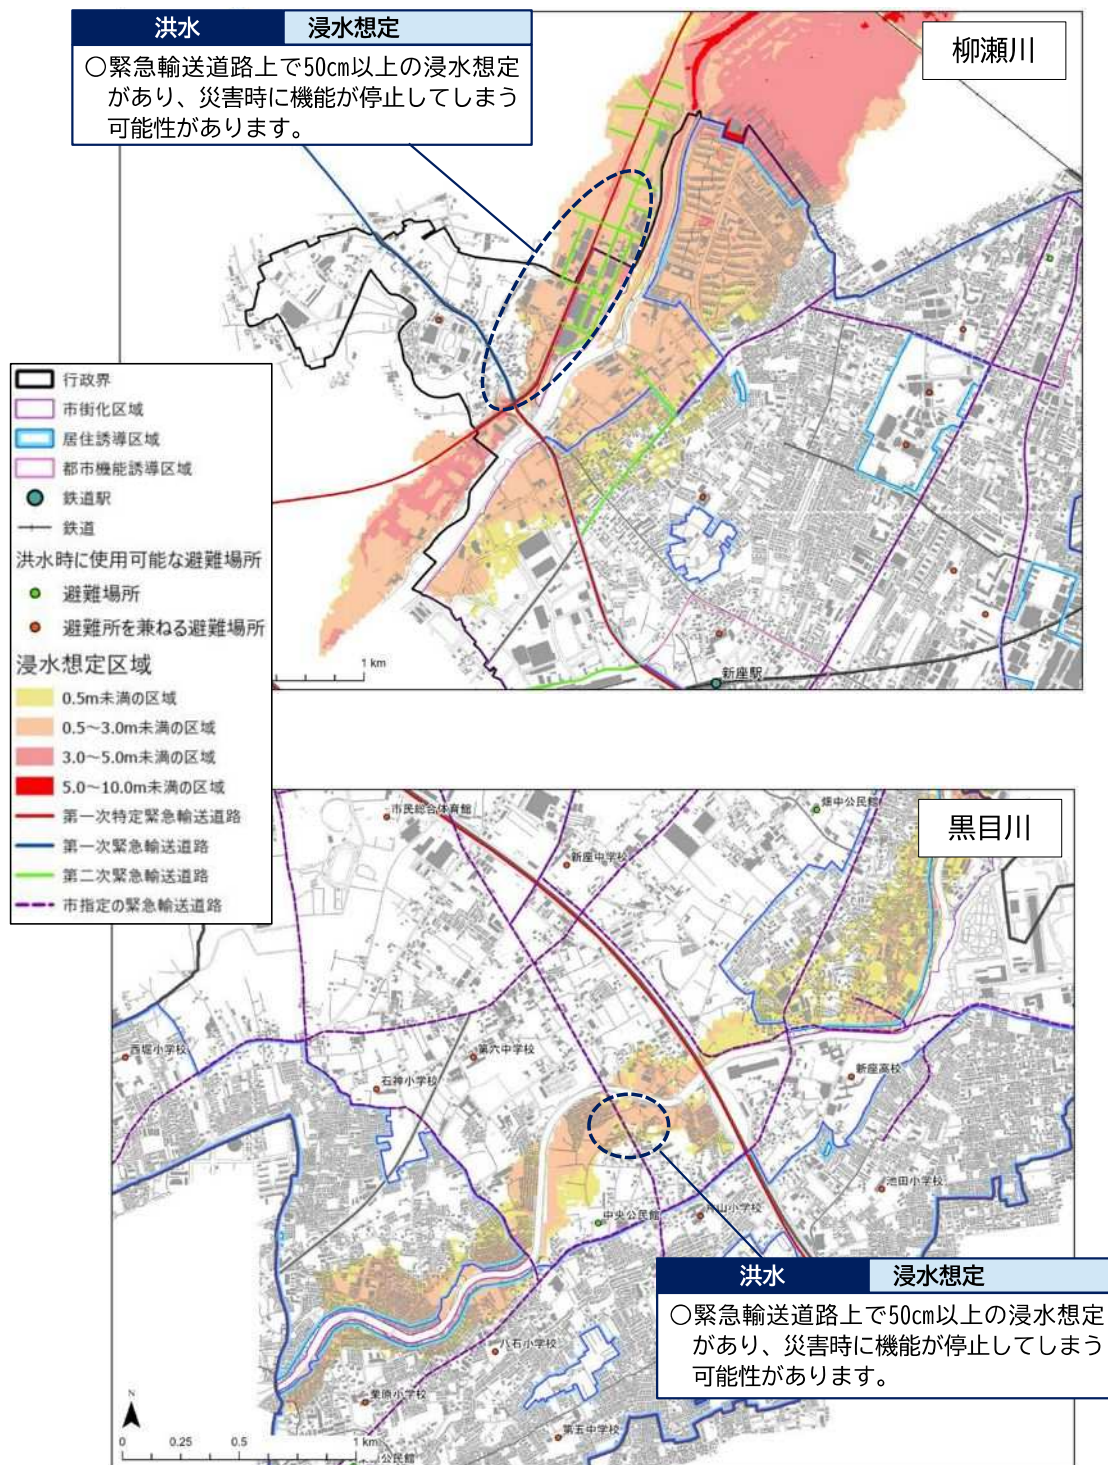 洪水
浸水想定
○緊急輸送道路上で50cm以上の浸水想定
があり、災害時に機能が停止してしまう
可能性があります。
柳瀬川
行政界
市街化区域
居住誘導区域
都市機能誘導区域
鉄道駅
鉄道
洪水時に使用可能な避難場所
避難場所
避難所を兼ねる避難場所
浸水想定区域
0.5m未満の区域
0.5~3.0m未満の区域
3.0~5.0m未満の区域
5.0~10.0m未満の区域
第一次特定緊急輸送道路
第一次緊急輸送道路
第二次緊急輸送道路
市指定の緊急輸送道路
1 km
新座駅
黒目川
市民総合体育館
畑中公民館
新座中学校
西堀小学校
第六中学校
石神小学校
新座高校
池田小学校
中央公民館
片山小学校
八石小学校
栗原小学校
第五中学校
公民館
N
0 0.25 0.5 1 km
洪水
浸水想定
○緊急輸送道路上で50cm以上の浸水想定
があり、災害時に機能が停止してしまう
可能性があります。